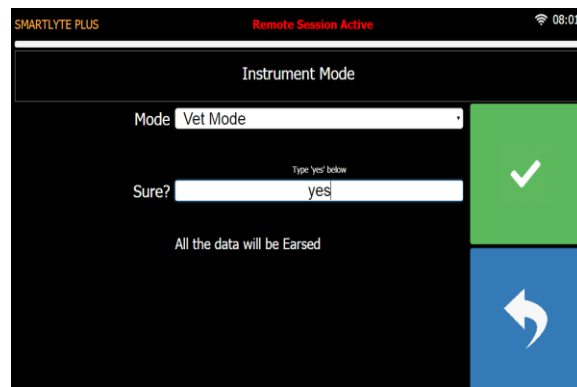 SMARTLYTE PLUS Remote Session Active 08:01
Instrument Mode
Mode Vet Mode
Type 'yes' below
Sure? yes
All the data will be Earsed